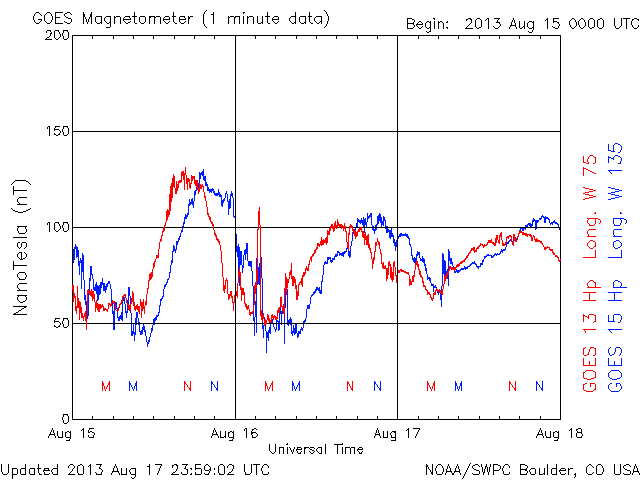 GOES Magnetometer (1 minute data)
Begin: 2013 Aug 15 0000 UTC
200
150
100
50
0
NanoTesla (nT)
M M N N M M N N M M N N
Aug 15 Aug 16 Aug 17 Aug 18
Universal Time
GOES 13 Hp Long. W 75
GOES 15 Hp Long. W 135
Updated 2013 Aug 17 23:59:02 UTC
NOAA/SWPC Boulder, CO USA